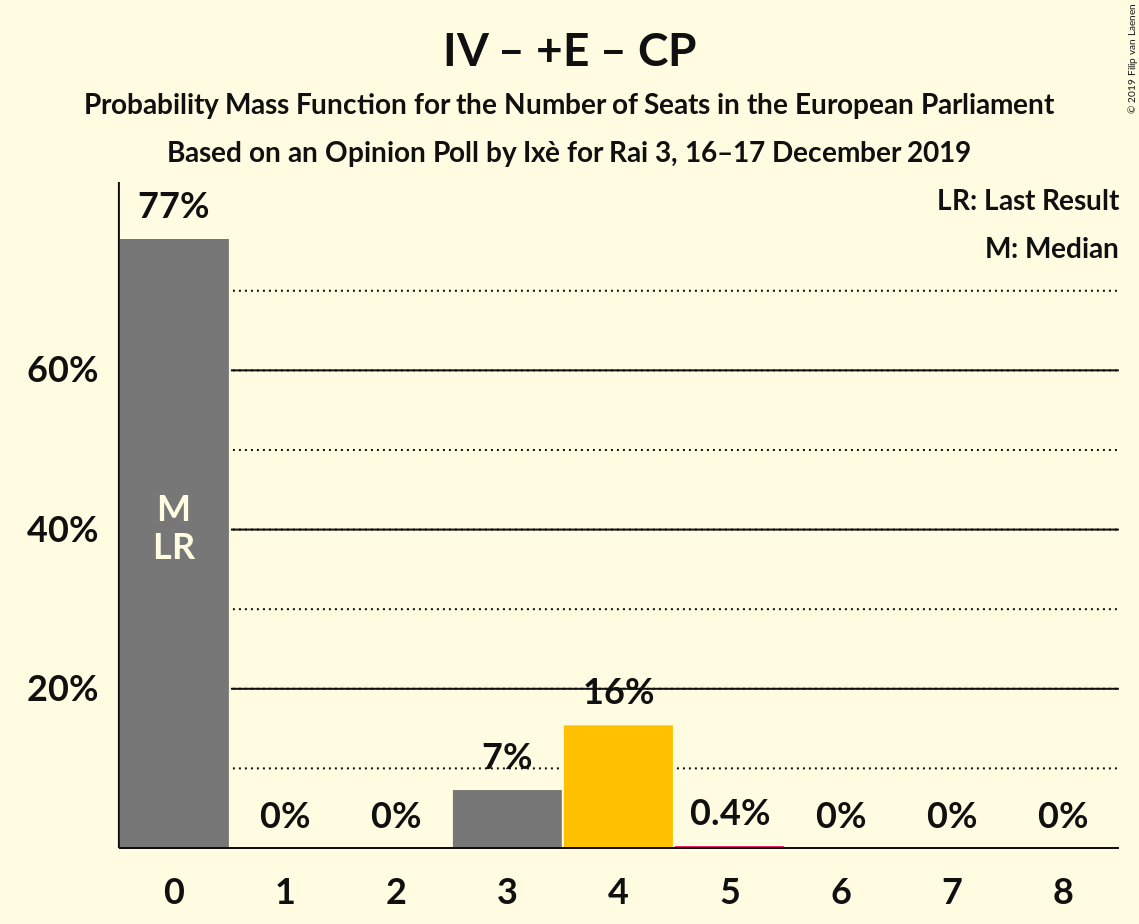 IV – +E – CP
Probability Mass Function for the Number of Seats in the European Parliament
Based on an Opinion Poll by Ixè for Rai 3, 16–17 December 2019
© 2019 Filip van Laenen
LR: Last Result
M: Median
77%
60%
40%
20%
M
LR
0%
0%
7%
16%
0.4%
0%
0%
0%
0 1 2 3 4 5 6 7 8